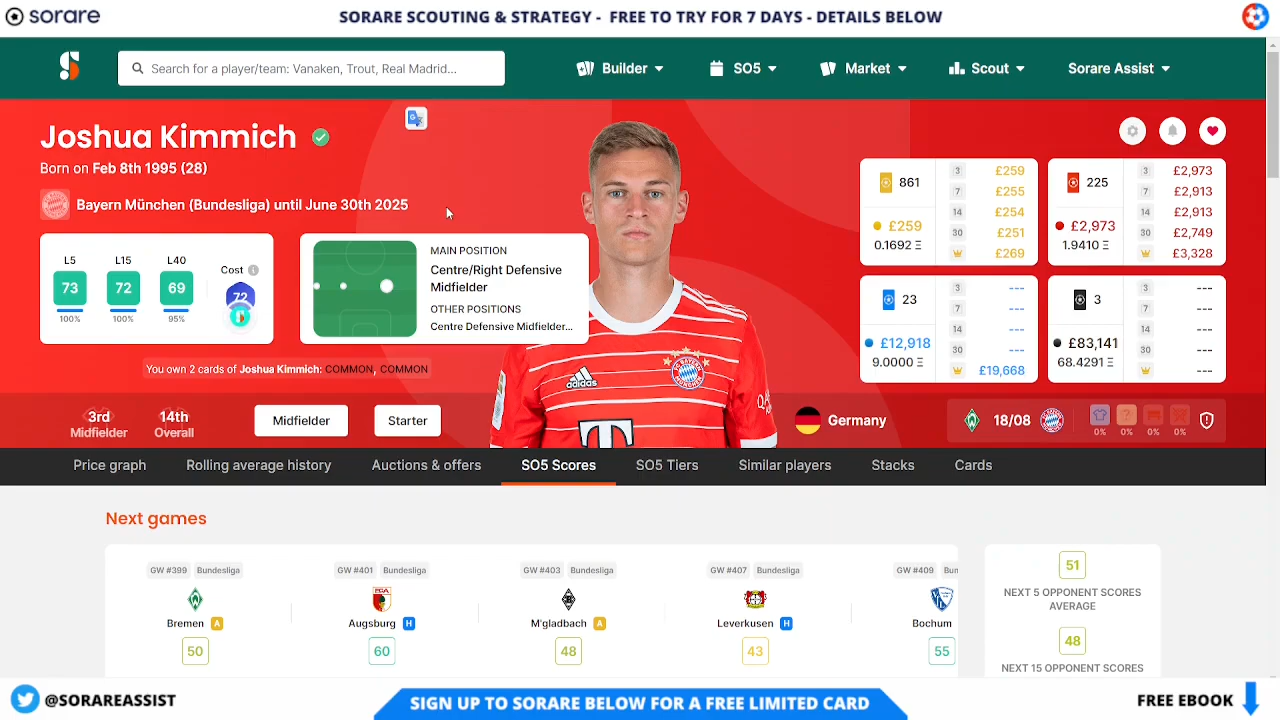 sorare
SORARE SCOUTING & STRATEGY - FREE TO TRY FOR 7 DAYS - DETAILS BELOW
Search for a player/team: Vanaken, Trout, Real Madrid...
Builder
SO5
Market
Scout
Sorare Assist
Joshua Kimmich
Born on Feb 8th 1995 (28)
Bayern München (Bundesliga) until June 30th 2025
L5
L15
L40
Cost
73
72
69
72
100%
100%
95%
MAIN POSITION
Centre/Right Defensive
Midfielder
OTHER POSITIONS
Centre Defensive Midfielder...
You own 2 cards of Joshua Kimmich: COMMON, COMMON
861
£259
0.1692 Ξ
3 £259
7 £255
14 £254
30 £251
£269
225
£2,973
1.9410 Ξ
3 £2,973
7 £2,913
14 £2,913
30 £2,749
£3,328
23
£12,918
9.0000 Ξ
3 ---
7 ---
14 ---
30 ---
£19,668
3
£83,141
68.4291 Ξ
3 ---
7 ---
14 ---
30 ---
---
adidas
T
3rd
Midfielder
14th
Overall
Midfielder
Starter
Germany
18/08
0%
0%
0%
0%
Price graph
Rolling average history
Auctions & offers
SO5 Scores
SO5 Tiers
Similar players
Stacks
Cards
Next games
GW #399 Bundesliga
Bremen A
50
GW #401 Bundesliga
Augsburg H
60
GW #403 Bundesliga
M'gladbach A
48
GW #407 Bundesliga
Leverkusen H
43
GW #409 Bun
Bochum
55
51
NEXT 5 OPPONENT SCORES
AVERAGE
48
NEXT 15 OPPONENT SCORES
@SORAREASSIST
SIGN UP TO SORARE BELOW FOR A FREE LIMITED CARD
FREE EBOOK